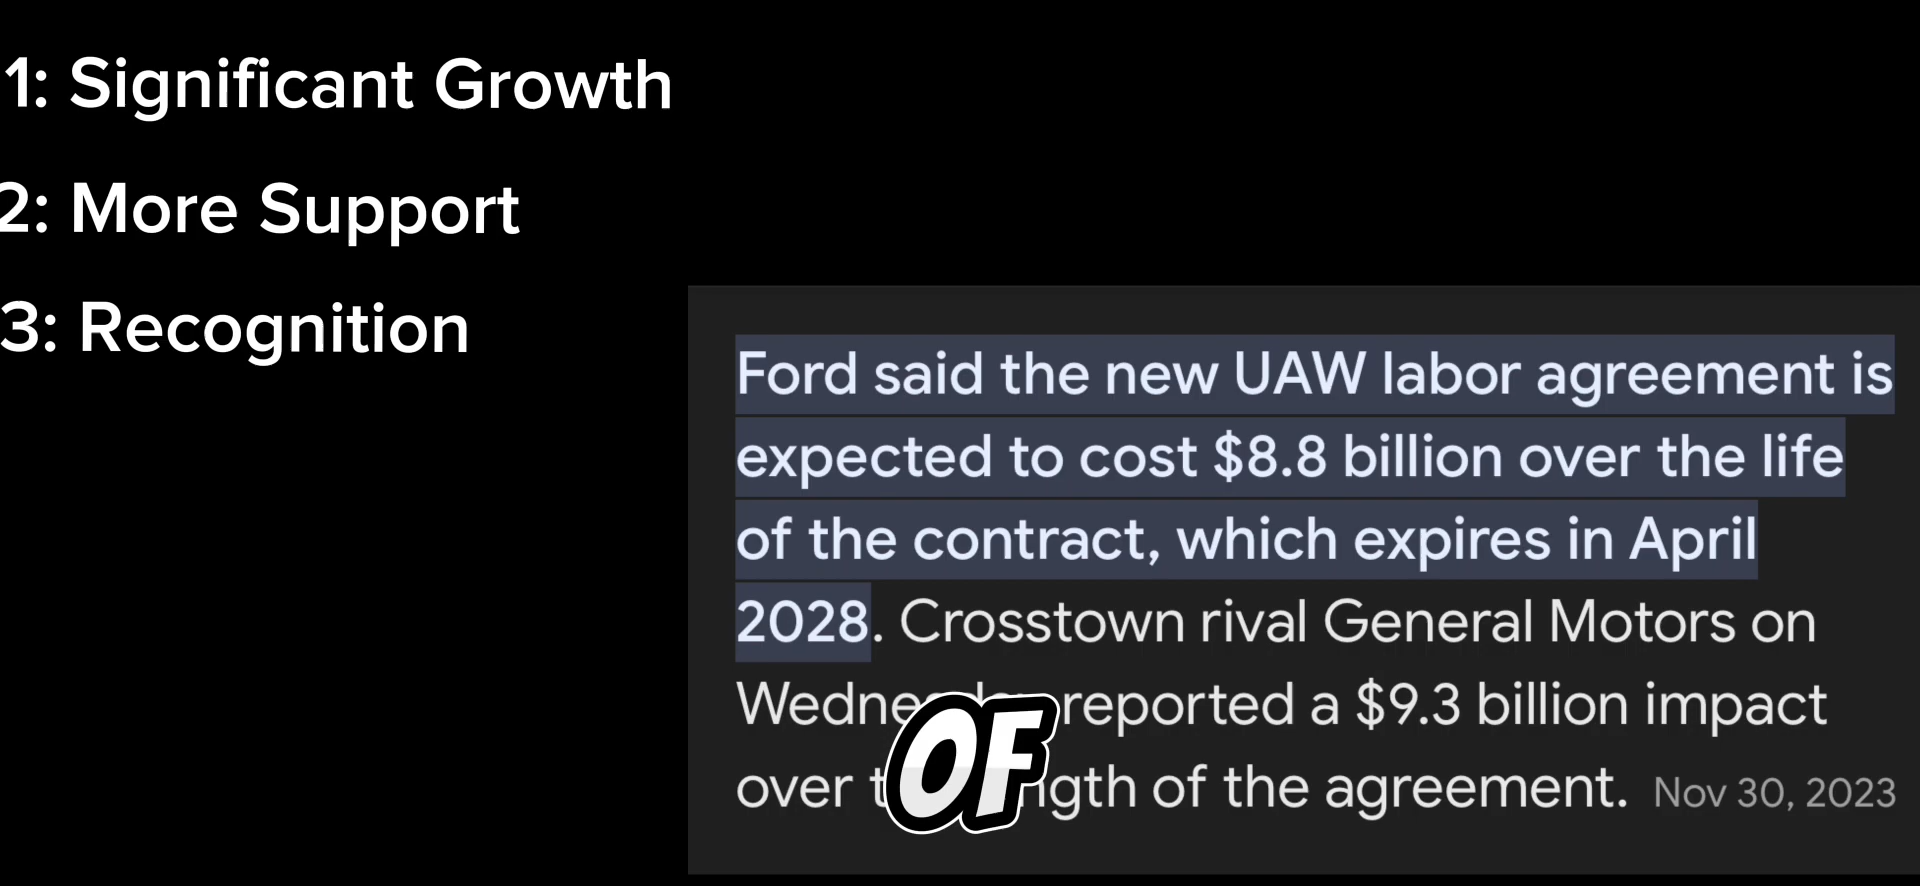 1: Significant Growth
2: More Support
3: Recognition
Ford said the new UAW labor agreement is
expected to cost $8.8 billion over the life
of the contract, which expires in April
2028. Crosstown rival General Motors on
reported a $9.3 billion impact
over of the agreement. Nov 30, 2023
OF